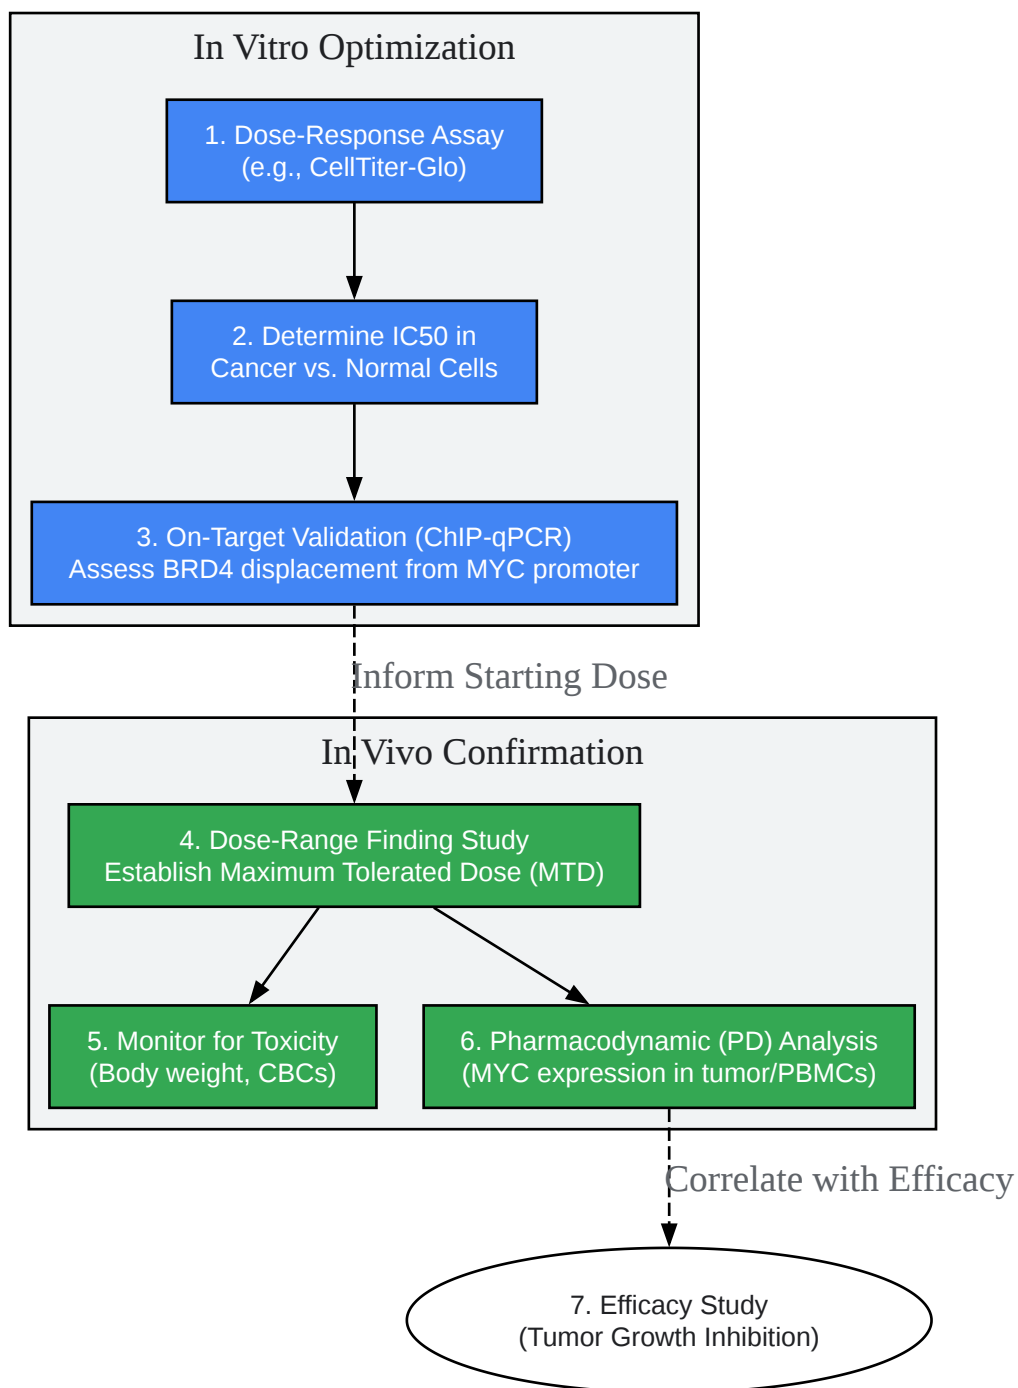 In Vitro Optimization
1. Dose-Response Assay
(e.g., CellTiter-Glo)
2. Determine IC50 in
Cancer vs. Normal Cells
3. On-Target Validation (ChIP-qPCR)
Assess BRD4 displacement from MYC promoter
Inform Starting Dose
In Vivo Confirmation
4. Dose-Range Finding Study
Establish Maximum Tolerated Dose (MTD)
5. Monitor for Toxicity
(Body weight, CBCs)
6. Pharmacodynamic (PD) Analysis
(MYC expression in tumor/PBMCs)
Correlate with Efficacy
7. Efficacy Study
(Tumor Growth Inhibition)